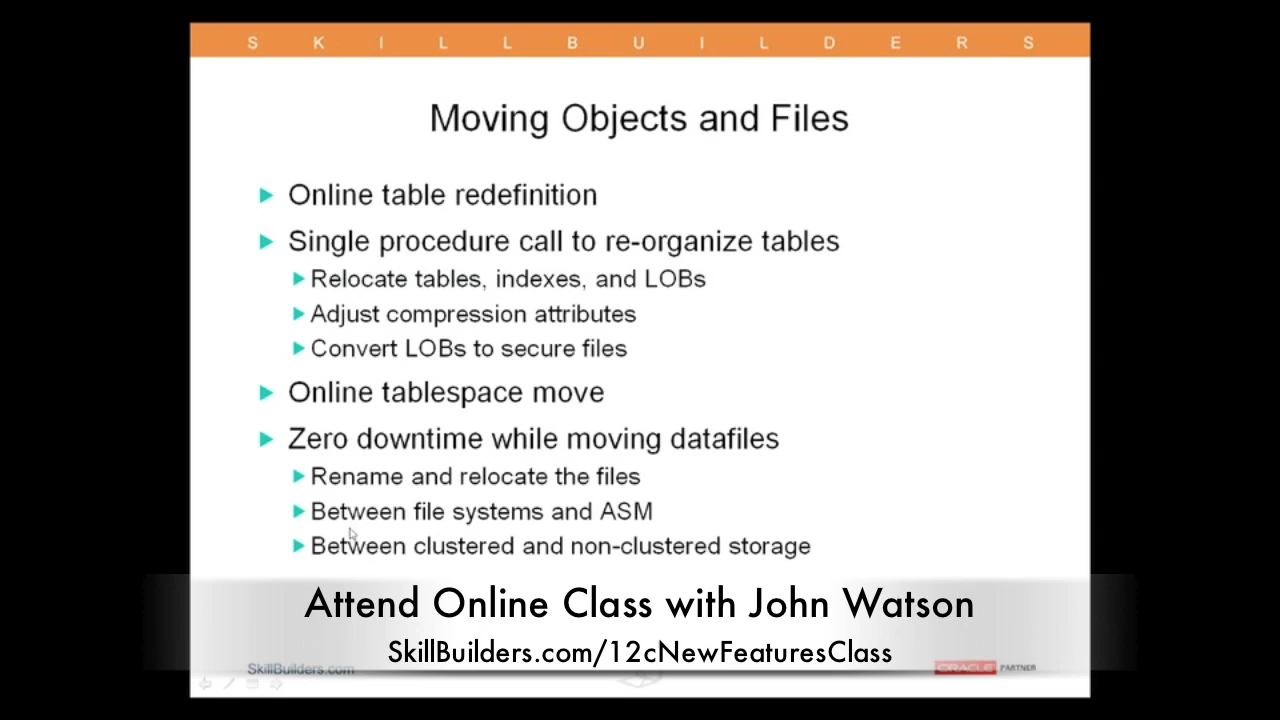 SKILLBUILDERS
Moving Objects and Files
Online table redefinition
Single procedure call to re-organize tables
Relocate tables, indexes, and LOBs
Adjust compression attributes
Convert LOBs to secure files
Online tablespace move
Zero downtime while moving datafiles
Rename and relocate the files
Between file systems and ASM
Between clustered and non-clustered storage
Attend Online Class with John Watson
SkillBuilders.com/12cNewFeaturesClass
SkillBuilders.com
ORACLE PARTNER